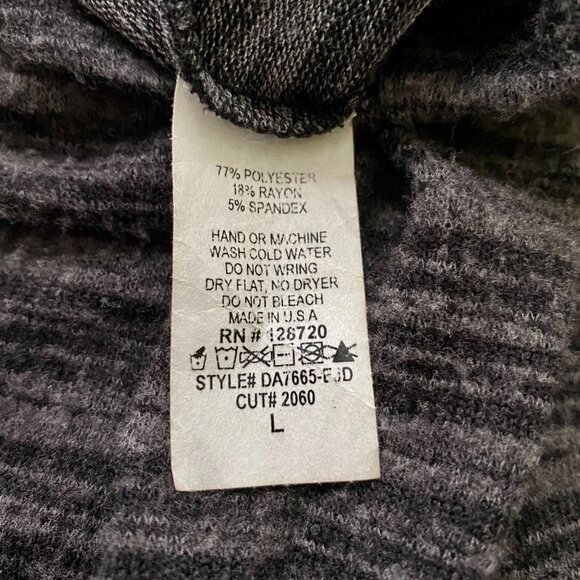 77% POLYESTER
18% RAYON
5% SPANDEX
HAND OR MACHINE
WASH COLD WATER
DO NOT WRING
DRY FLAT, NO DRYER
DO NOT BLEACH
MADE IN U.S.A
RN # 128720
STYLE#
CUT# 2060
L